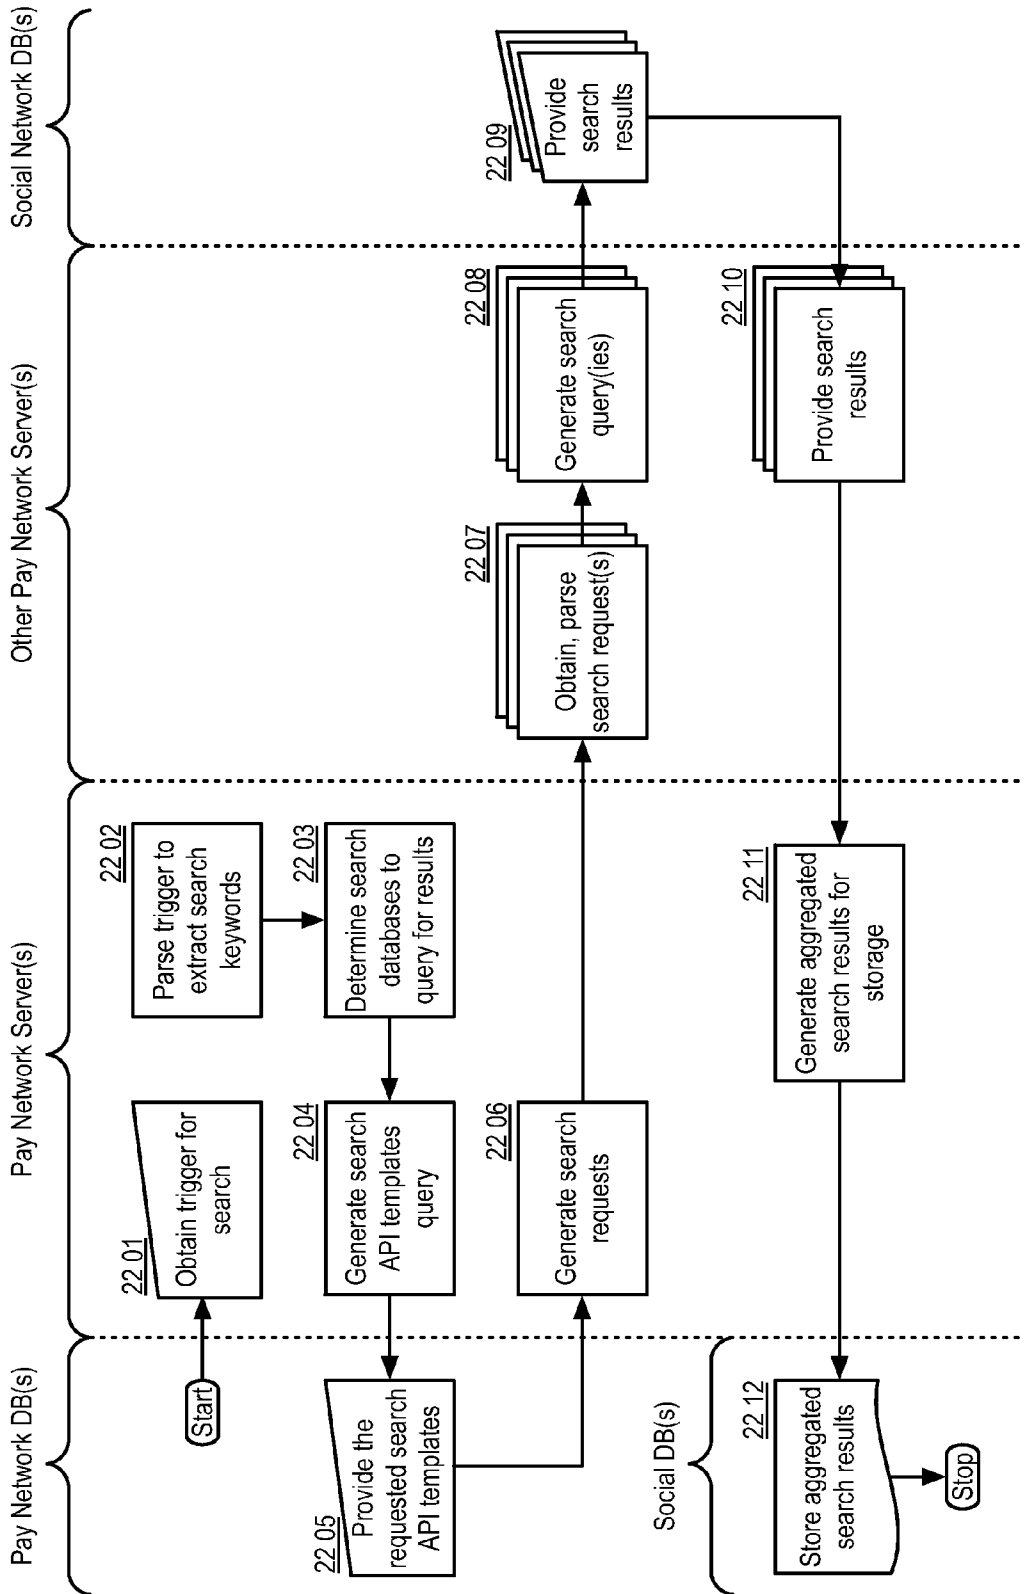 Pay Network DB(s)
Pay Network Server(s)
Other Pay Network Server(s)
Social Network DB(s)
Start
22 01
Obtain trigger for
search
22 02
Parse trigger to
extract search
keywords
22 03
Determine search
databases to
query for results
22 04
Generate search
API templates
query
22 05
Provide the
requested search
API templates
22 06
Generate search
requests
22 07
Obtain, parse
search request(s)
22 08
Generate search
query(ies)
22 09
Provide
search
results
22 10
Provide search
results
22 11
Generate aggregated
search results for
storage
Social DB(s)
22 12
Store aggregated
search results
Stop